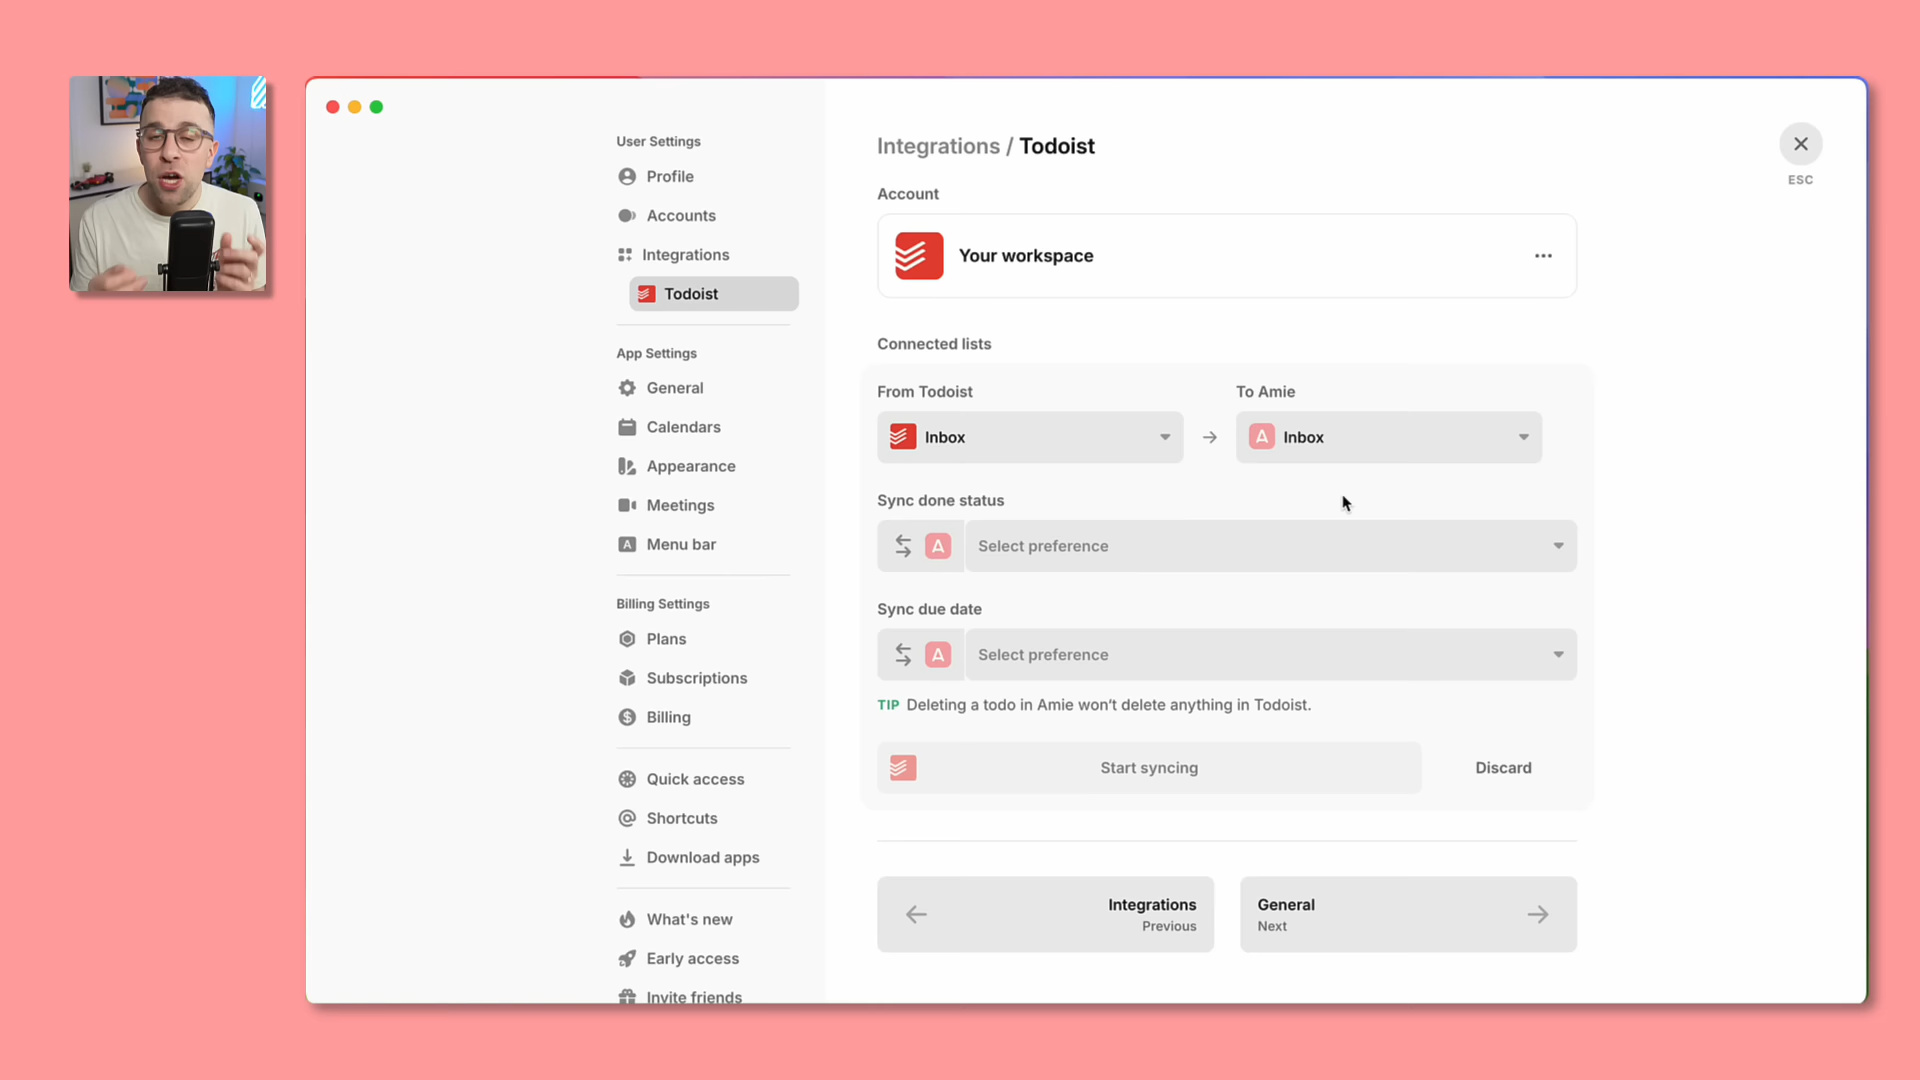 User Settings
Profile
Accounts
Integrations
Todoist
App Settings
General
Calendars
Appearance
Meetings
Menu bar
Billing Settings
Plans
Subscriptions
Billing
Quick access
Shortcuts
Download apps
What's new
Early access
Invite friends
Integrations / Todoist
ESC
Account
Your workspace
Connected lists
From Todoist
To Amie
Inbox
A Inbox
Sync done status
A Select preference
Sync due date
A Select preference
TIP Deleting a todo in Amie won’t delete anything in Todoist.
Start syncing
Discard
Integrations
Previous
General
Next